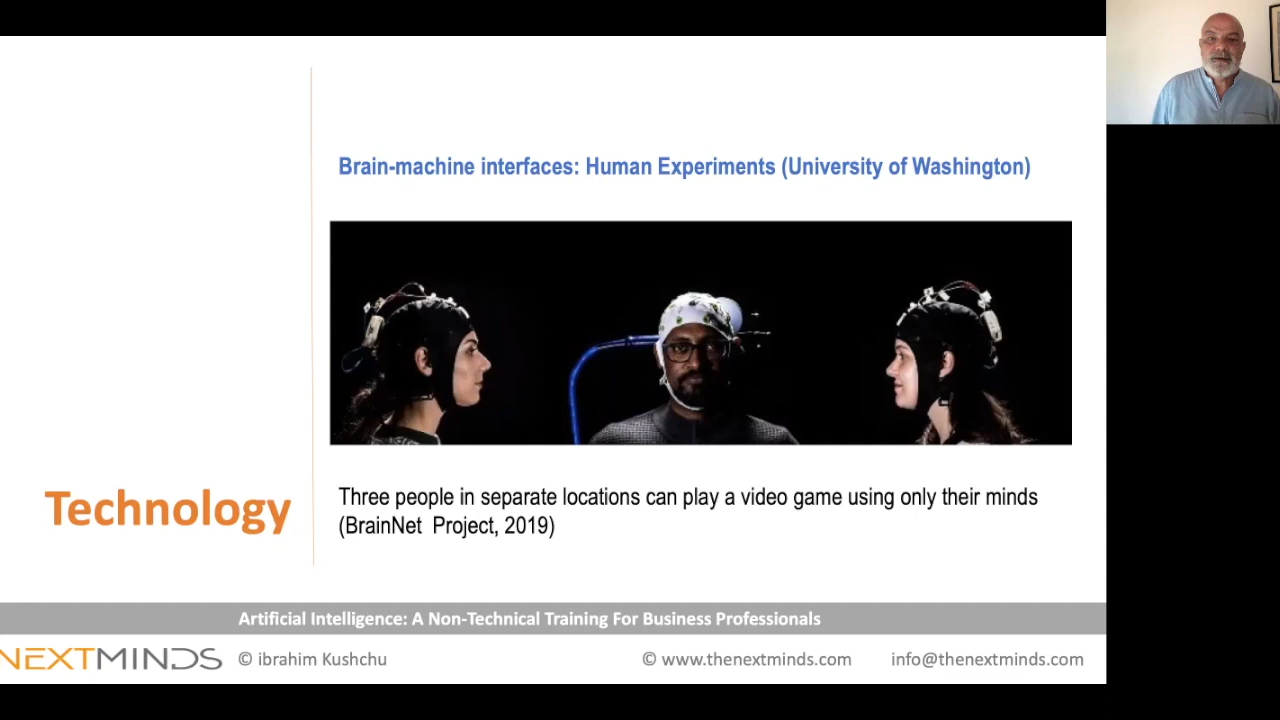 Brain-machine interfaces: Human Experiments (University of Washington)
Technology
Three people in separate locations can play a video game using only their minds
(BrainNet Project, 2019)
Artificial Intelligence: A Non-Technical Training For Business Professionals
NEXTMINDS © ibrahim Kushchu © www.thenextminds.com info@thenextminds.com